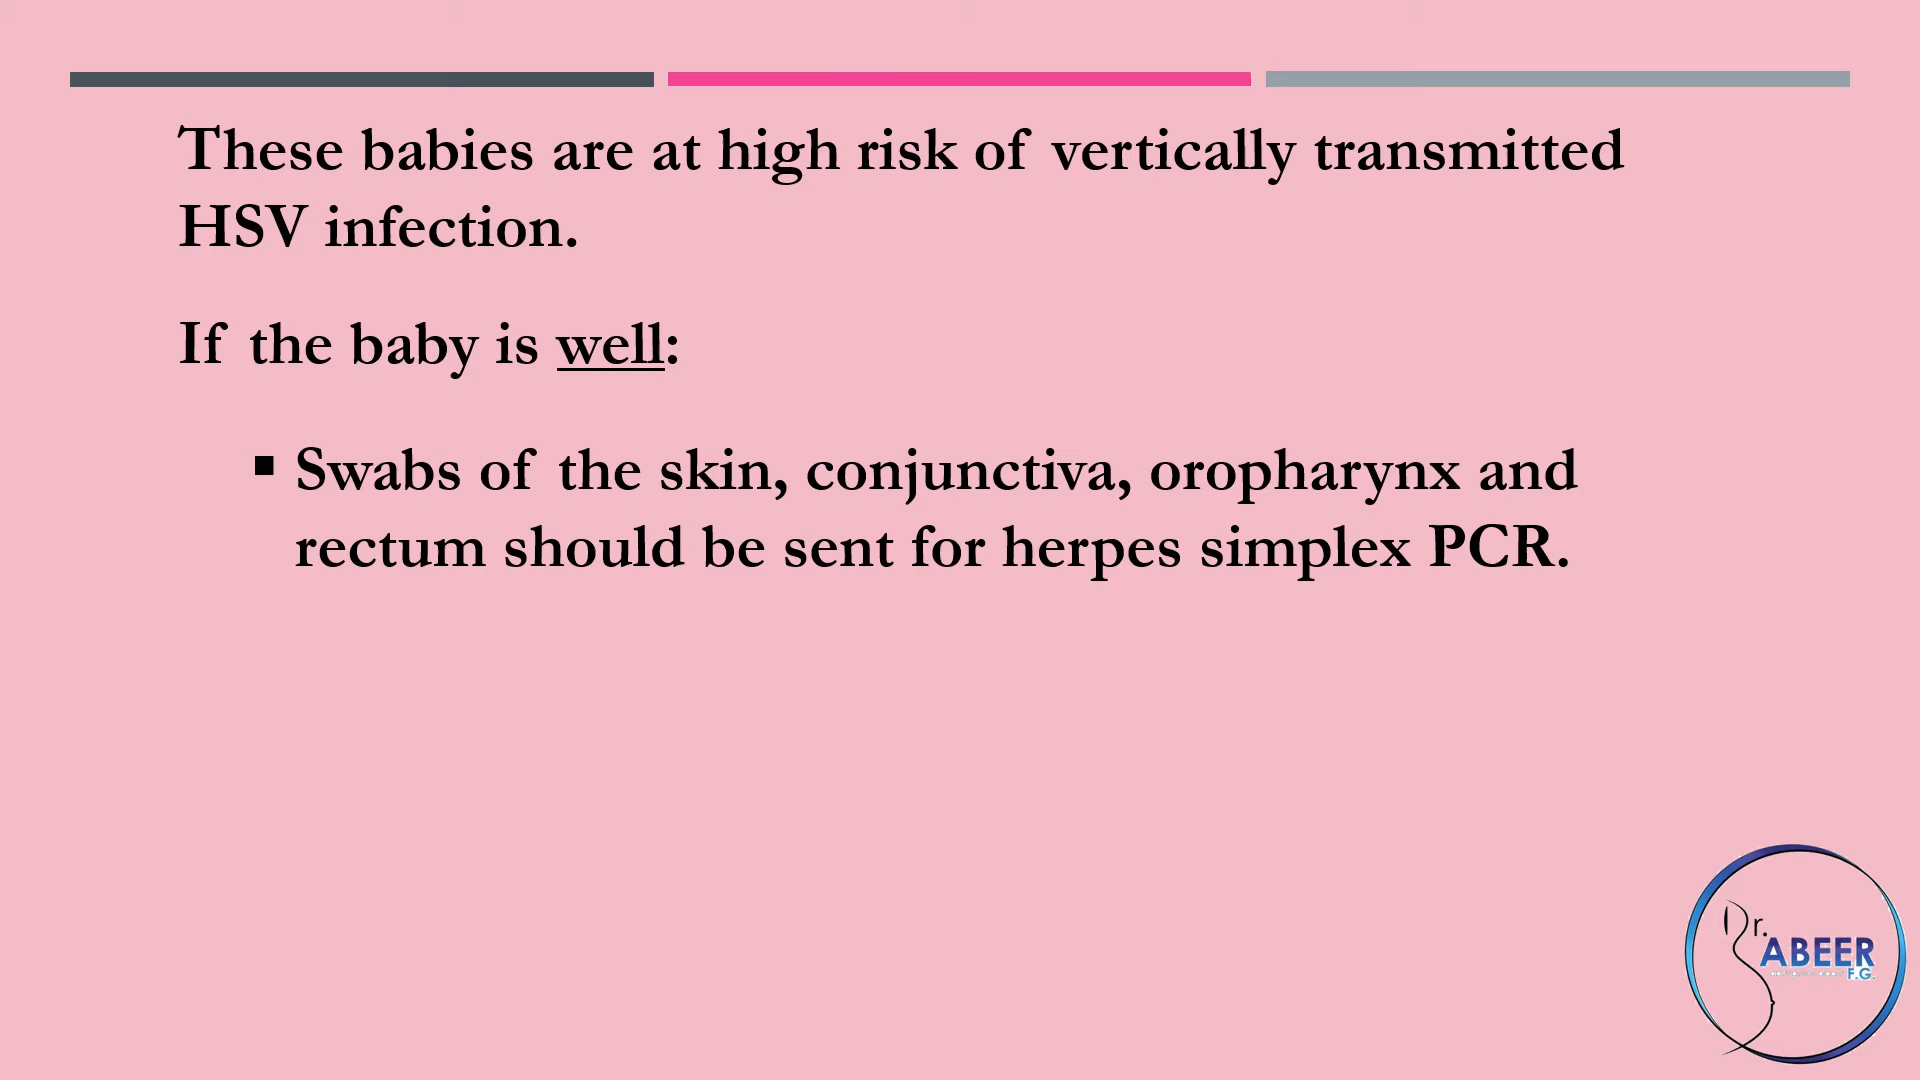 These babies are at high risk of vertically transmitted
HSV infection.
If the baby is well:
▪ Swabs of the skin, conjunctiva, oropharynx and
rectum should be sent for herpes simplex PCR.
Dr.
ABEER
F.G.